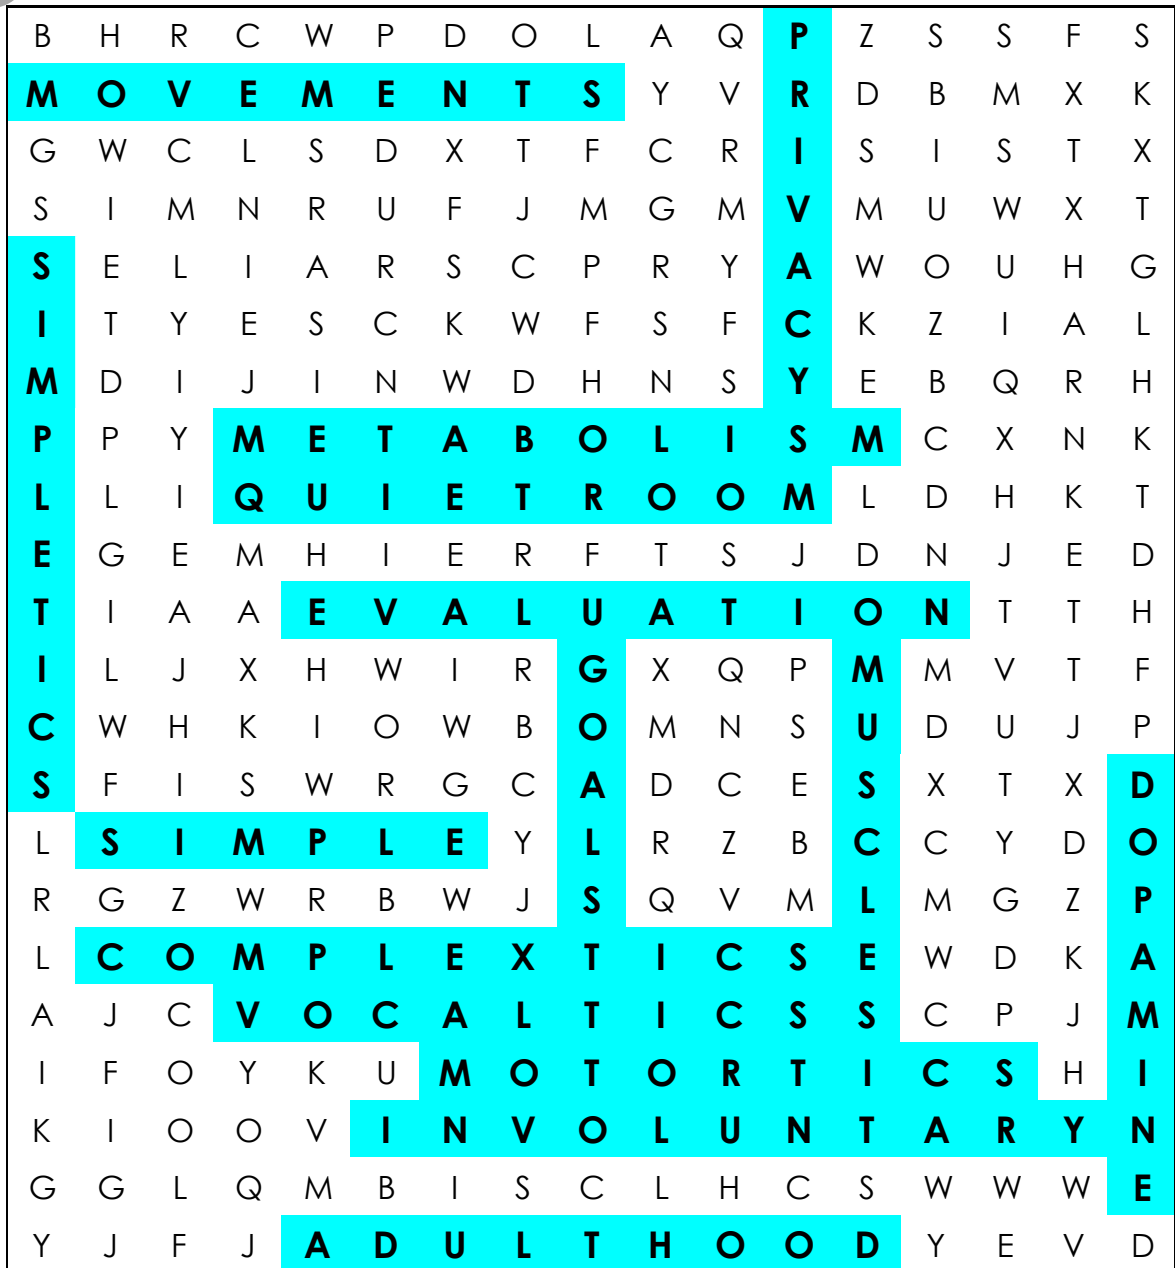 B H R C W P D O L A Q P Z S S F S
M O V E M E N T S Y V R D B M X K
G W C L S D X T F C R I S I S T X
S I M N R U F J M G M V M U W X T
S E L I A R S C P R Y A W O U H G
I T Y E S C K W F S F C K Z I A L
M D I J I N W D H N S Y E B Q R H
P P Y M E T A B O L I S M C X N K
L L I Q U I E T R O O M L D H K T
E G E M H I E R F T S J D N J E D
T I A A E V A L U A T I O N T T H
I L J X H W I R G X Q P M M V T F
C W H K I O W B O M N S U D U J P
S F I S W R G C A D C E S X T X D
L S I M P L E Y L R Z B C C Y D O
R G Z W R B W J S Q V M L M G Z P
L C O M P L E X T I C S E W D K A
A J C V O C A L T I C S S C P J M
I F O Y K U M O T O R T I C S H I
K I O O V I N V O L U N T A R Y N
G G L Q M B I S C L H C S W W W E
Y J F J A D U L T H O O D Y E V D